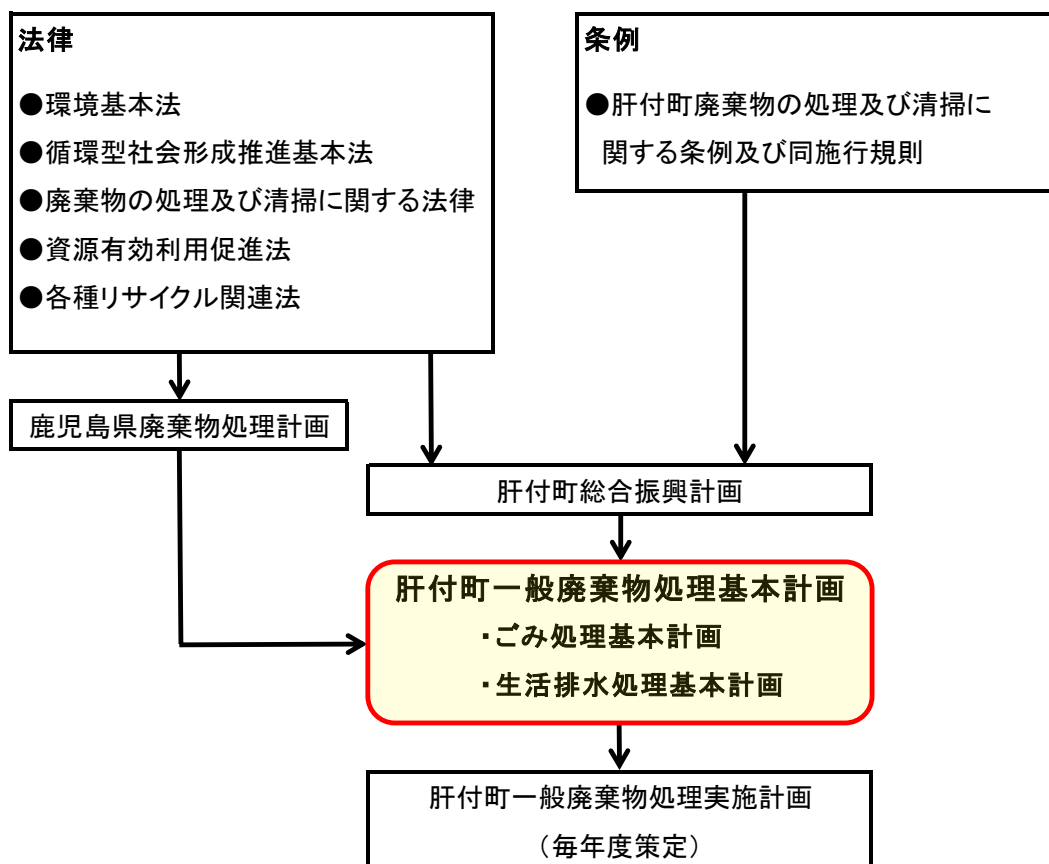 法律
●環境基本法
●循環型社会形成推進基本法
●廃棄物の処理及び清掃に関する法律
●資源有効利用促進法
●各種リサイクル関連法
条例
●肝付町廃棄物の処理及び清掃に
関する条例及び同施行規則
鹿児島県廃棄物処理計画
肝付町総合振興計画
肝付町一般廃棄物処理基本計画
・ごみ処理基本計画
・生活排水処理基本計画
肝付町一般廃棄物処理実施計画
（毎年度策定）